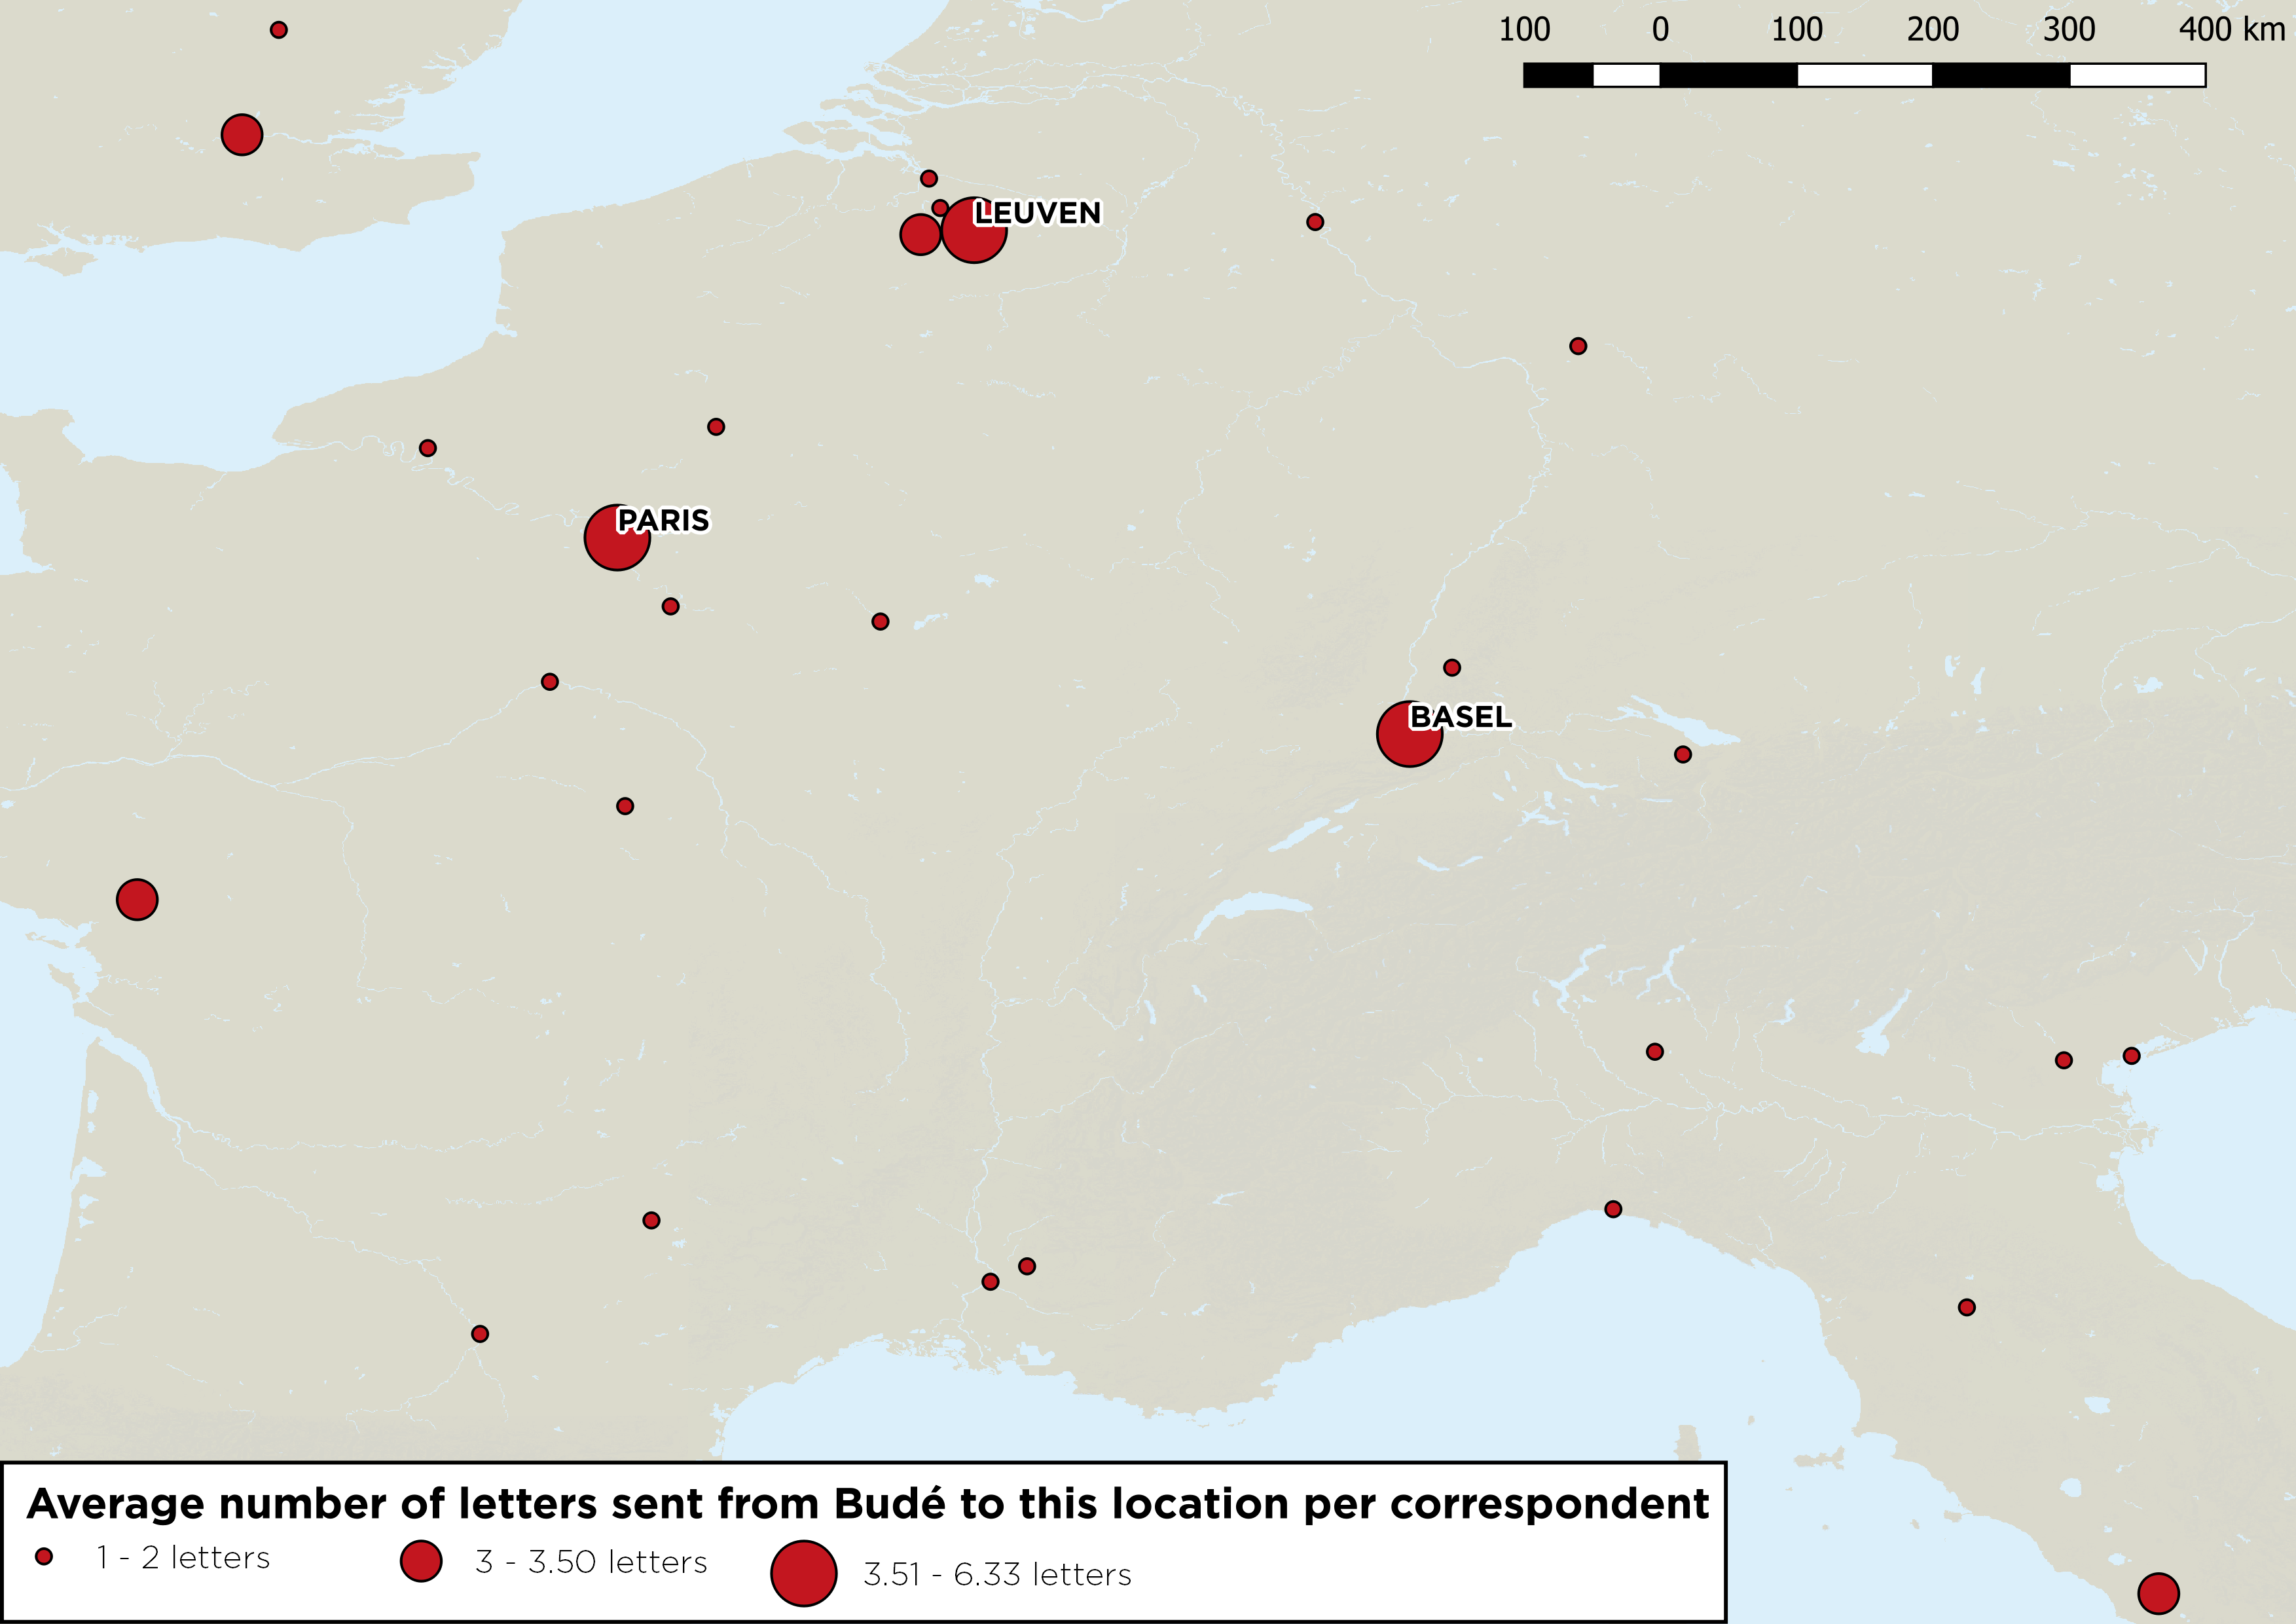 100 0 100 200 300 400 km
LEUVEN
PARIS
BASEL
Average number of letters sent from Budé to this location per correspondent
1 - 2 letters 3 - 3.50 letters 3.51 - 6.33 letters